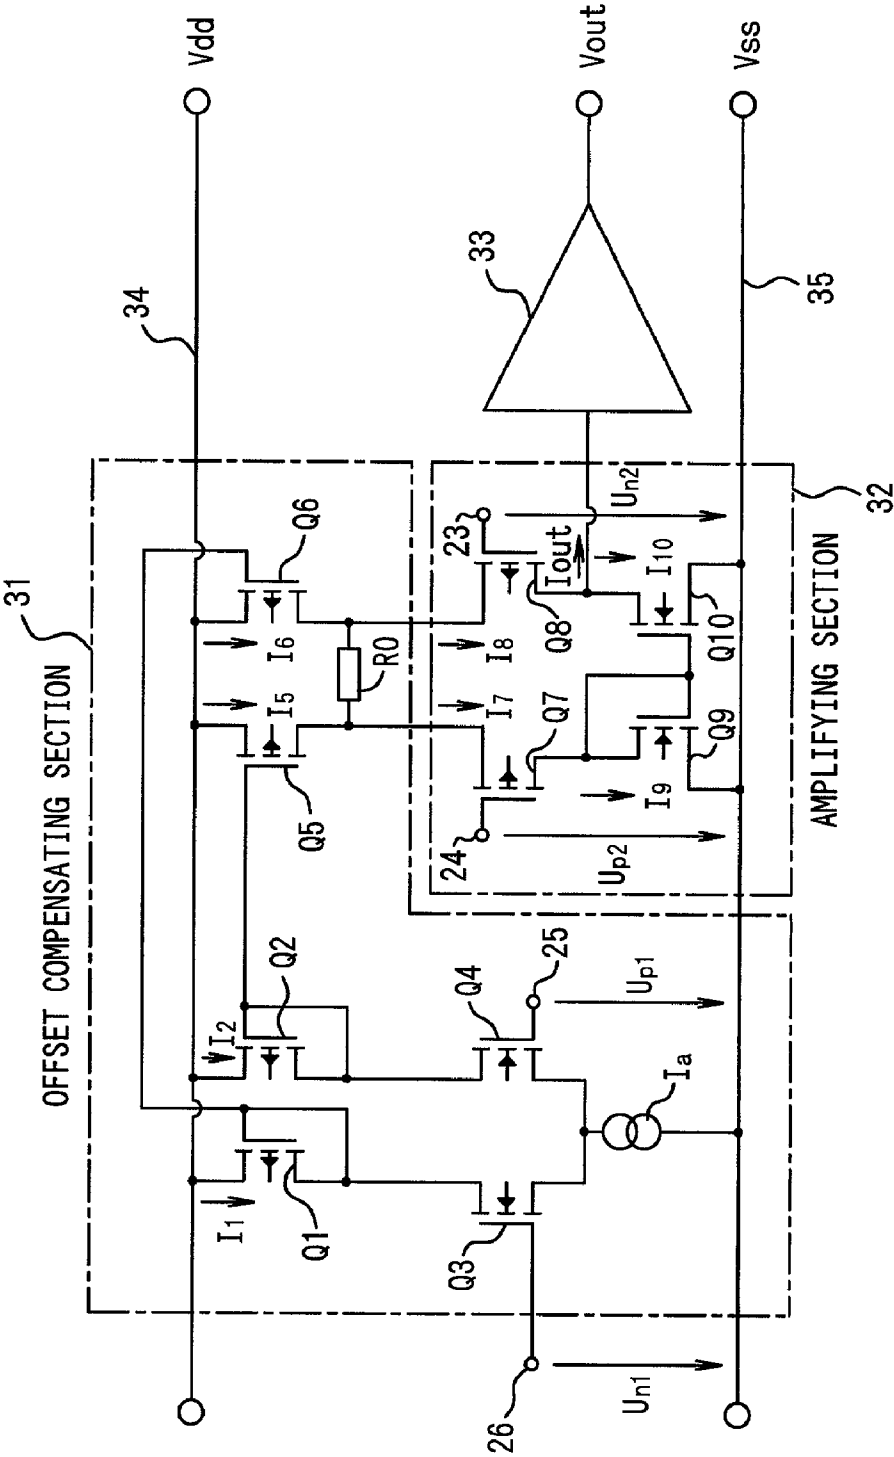 31
OFFSET COMPENSATING SECTION
34
Vdd
I1
Q1
I2
Q2
Q5
I5
I6
Q6
R0
Q3
Q4
26
Un1
25
Up1
Ia
24
Up2
I7
Q7
I8
Q8
23
Un2
Iout
I9
Q9
I10
Q10
AMPLIFYING SECTION
32
33
Vout
35
Vss